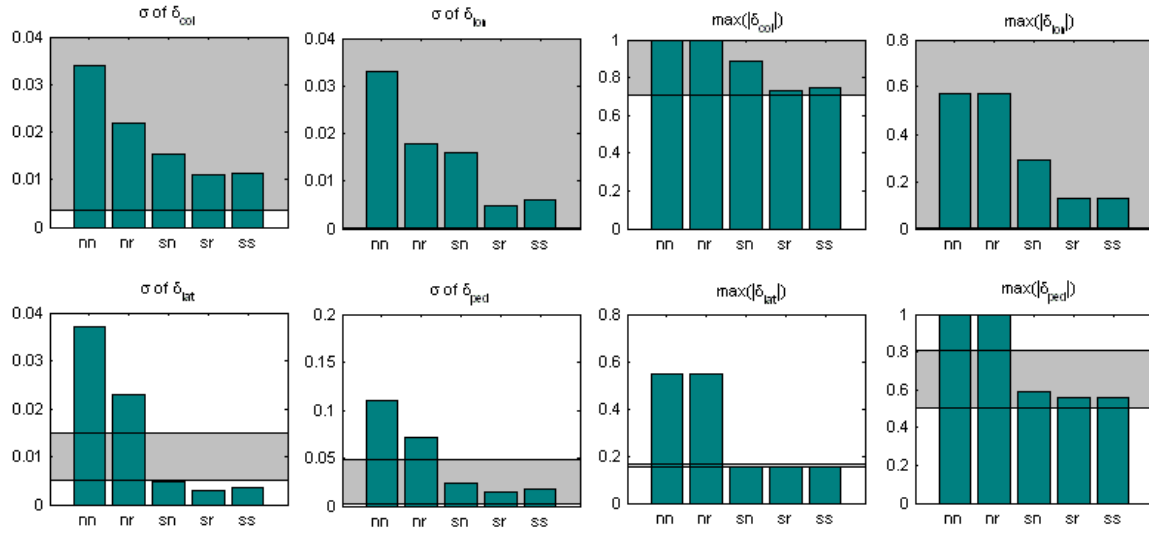 σ of δcol
0.04
0.03
0.02
0.01
0
nn nr sn sr ss
σ of δlon
0.04
0.03
0.02
0.01
0
nn nr sn sr ss
max(|δcol|)
1
0.8
0.6
0.4
0.2
0
nn nr sn sr ss
max(|δlon|)
0.8
0.6
0.4
0.2
0
nn nr sn sr ss
σ of δlat
0.04
0.03
0.02
0.01
0
nn nr sn sr ss
σ of δped
0.2
0.15
0.1
0.05
0
nn nr sn sr ss
max(|δlat|)
0.8
0.6
0.4
0.2
0
nn nr sn sr ss
max(|δped|)
1
0.8
0.6
0.4
0.2
0
nn nr sn sr ss